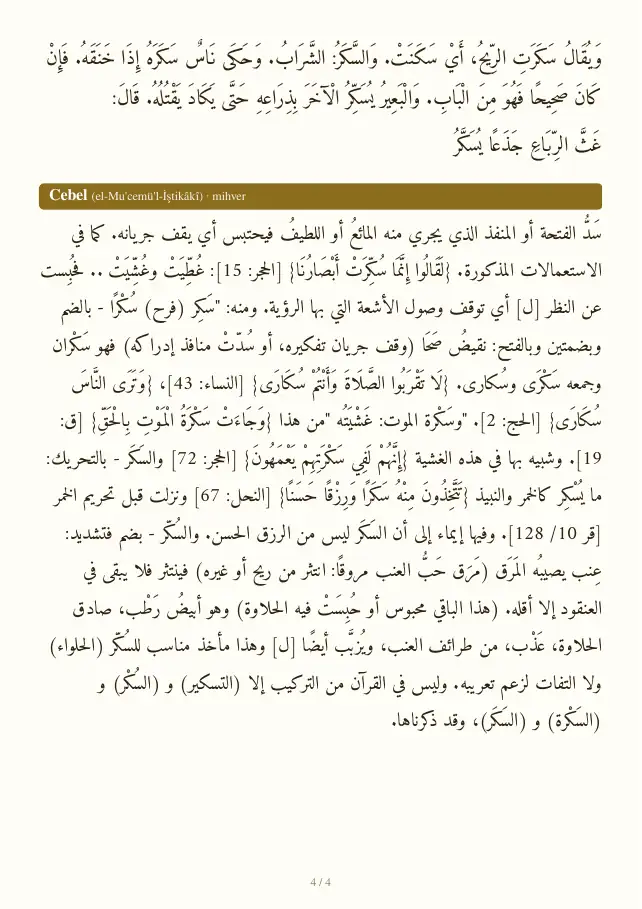 وَيُقَالُ سَكَرَتِ الرِّيحُ، أَيْ سَكَنَتْ. وَالسَّكَرُ: الشَّرَابُ. وَحَكَى نَاسٌ سَكَرَهُ إِذَا خَنَقَهُ. فَإِنْ
كَانَ صَحِيحًا فَهُوَ مِنَ الْبَابِ. وَالْبَعِيرُ يُسَكِّرُ الْآخَرَ بِذِرَاعِهِ حَتَّى يَكَادَ يَقْتُلُهُ. قَالَ:
غَثَّ الرِّبَاعِ جَذَعًا يُسَكَّرُ
Cebel (el-Mu'cemü'l-İştikâkî) · mihver
سَدُّ الفتحة أو المنفذ الذي يجري منه المائعُ أو اللطيفُ فيحتبس أي يقف جريانه. كما في
الاستعمالات المذكورة. {لَقَالُوا إِنَّمَا سُكِّرَتْ أَبْصَارُنَا} [الحجر: 15]: غُطِّيَتْ وغُشِّيَتْ .. فحُبِست
عن النظر [ل] أي توقف وصول الأشعة التي بها الرؤية. ومنه: "سَكِر (فرح) سُكْرًا - بالضم
وبضمتين وبالفتح: نقيضُ صَحَا (وقف جريان تفكيره، أو سُدّتْ منافذ إدراكه) فهو سَكْران
وجمعه سَكْرَى وسُكارى. {لَا تَقْرَبُوا الصَّلَاةَ وَأَنْتُمْ سُكَارَى} [النساء: 43]، {وَتَرَى النَّاسَ
سُكَارَى} [الحج: 2]. "وسَكْرة الموت: غَشْيَتُه "من هذا {وَجَاءَتْ سَكْرَةُ الْمَوْتِ بِالْحَقِّ} [ق:
19]. وشبيه بها في هذه الغشية {إِنَّهُمْ لَفِي سَكْرَتِهِمْ يَعْمَهُونَ} [الحجر: 72] والسكَر - بالتحريك:
ما يُسْكِر كالخمر والنبيذ {تَتَّخِذُونَ مِنْهُ سَكَرًا وَرِزْقًا حَسَنًا} [النحل: 67] ونزلت قبل تحريم الخمر
[قر 10/ 128]. وفيها إيماء إلى أن السَكَر ليس من الرزق الحسن. والسُكّر - بضم فتشديد:
عِنب يصيبُه المَرَق (مَرَق حَبُّ العنب مروقًا: انتثر من ريح أو غيره) فينتثر فلا يبقى في
العنقود إلا أقله. (هذا الباقي محبوس أو حُبِسَتْ فيه الحلاوة) وهو أبيضُ رَطْب، صادق
الحلاوة، عَذْب، من طرائف العنب، ويُزبَّب أيضًا [ل] وهذا مأخذ مناسب للسُكّر (الحلواء)
ولا التفات لزعم تعريبه. وليس في القرآن من التركيب إلا (التسكير) و (السُكْر) و
(السَكْرة) و (السَكَر)، وقد ذكرناها.
4 / 4